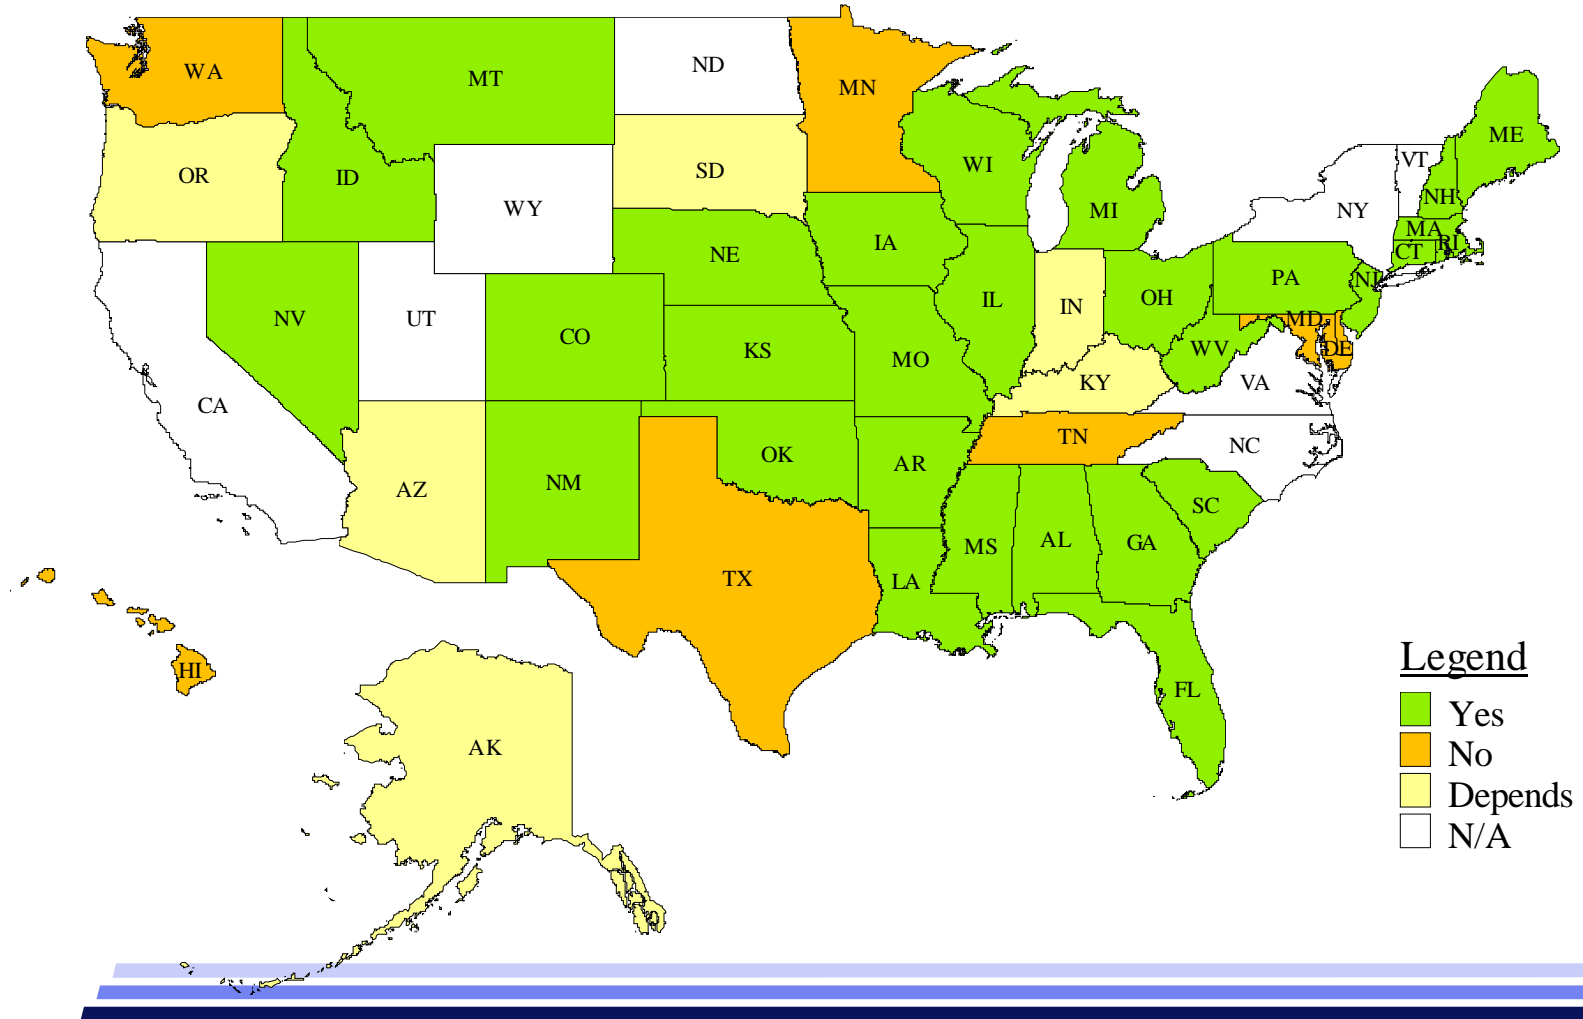 WA
MT
ND
MN
ME
OR
ID
SD
WI
VT
NH
WY
MI
NY
MA
RI
CT
NE
IA
PA
NJ
NV
UT
CO
KS
MO
IL
IN
OH
WV
MD
DE
CA
KY
VA
AZ
NM
OK
AR
TN
NC
TX
LA
MS
AL
GA
SC
HI
AK
FL
Legend
Yes
No
Depends
N/A